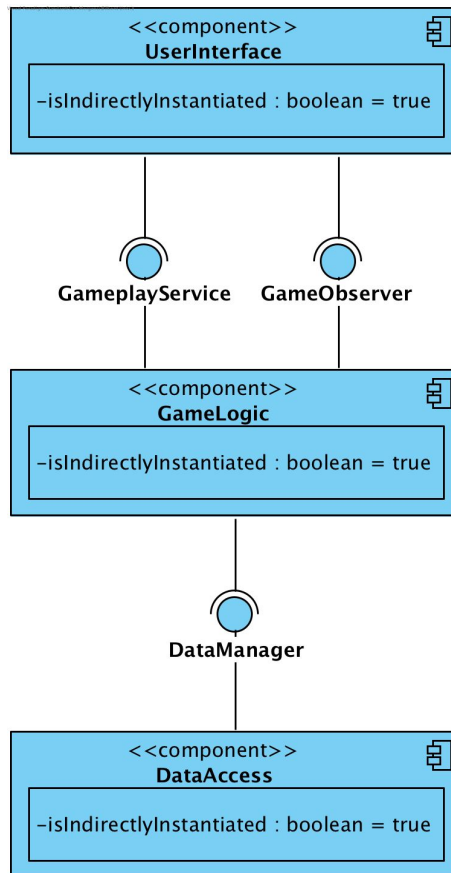 <<component>>
UserInterface
-isIndirectlyInstantiated : boolean = true
GameplayService
GameObserver
<<component>>
GameLogic
-isIndirectlyInstantiated : boolean = true
DataManager
<<component>>
DataAccess
-isIndirectlyInstantiated : boolean = true